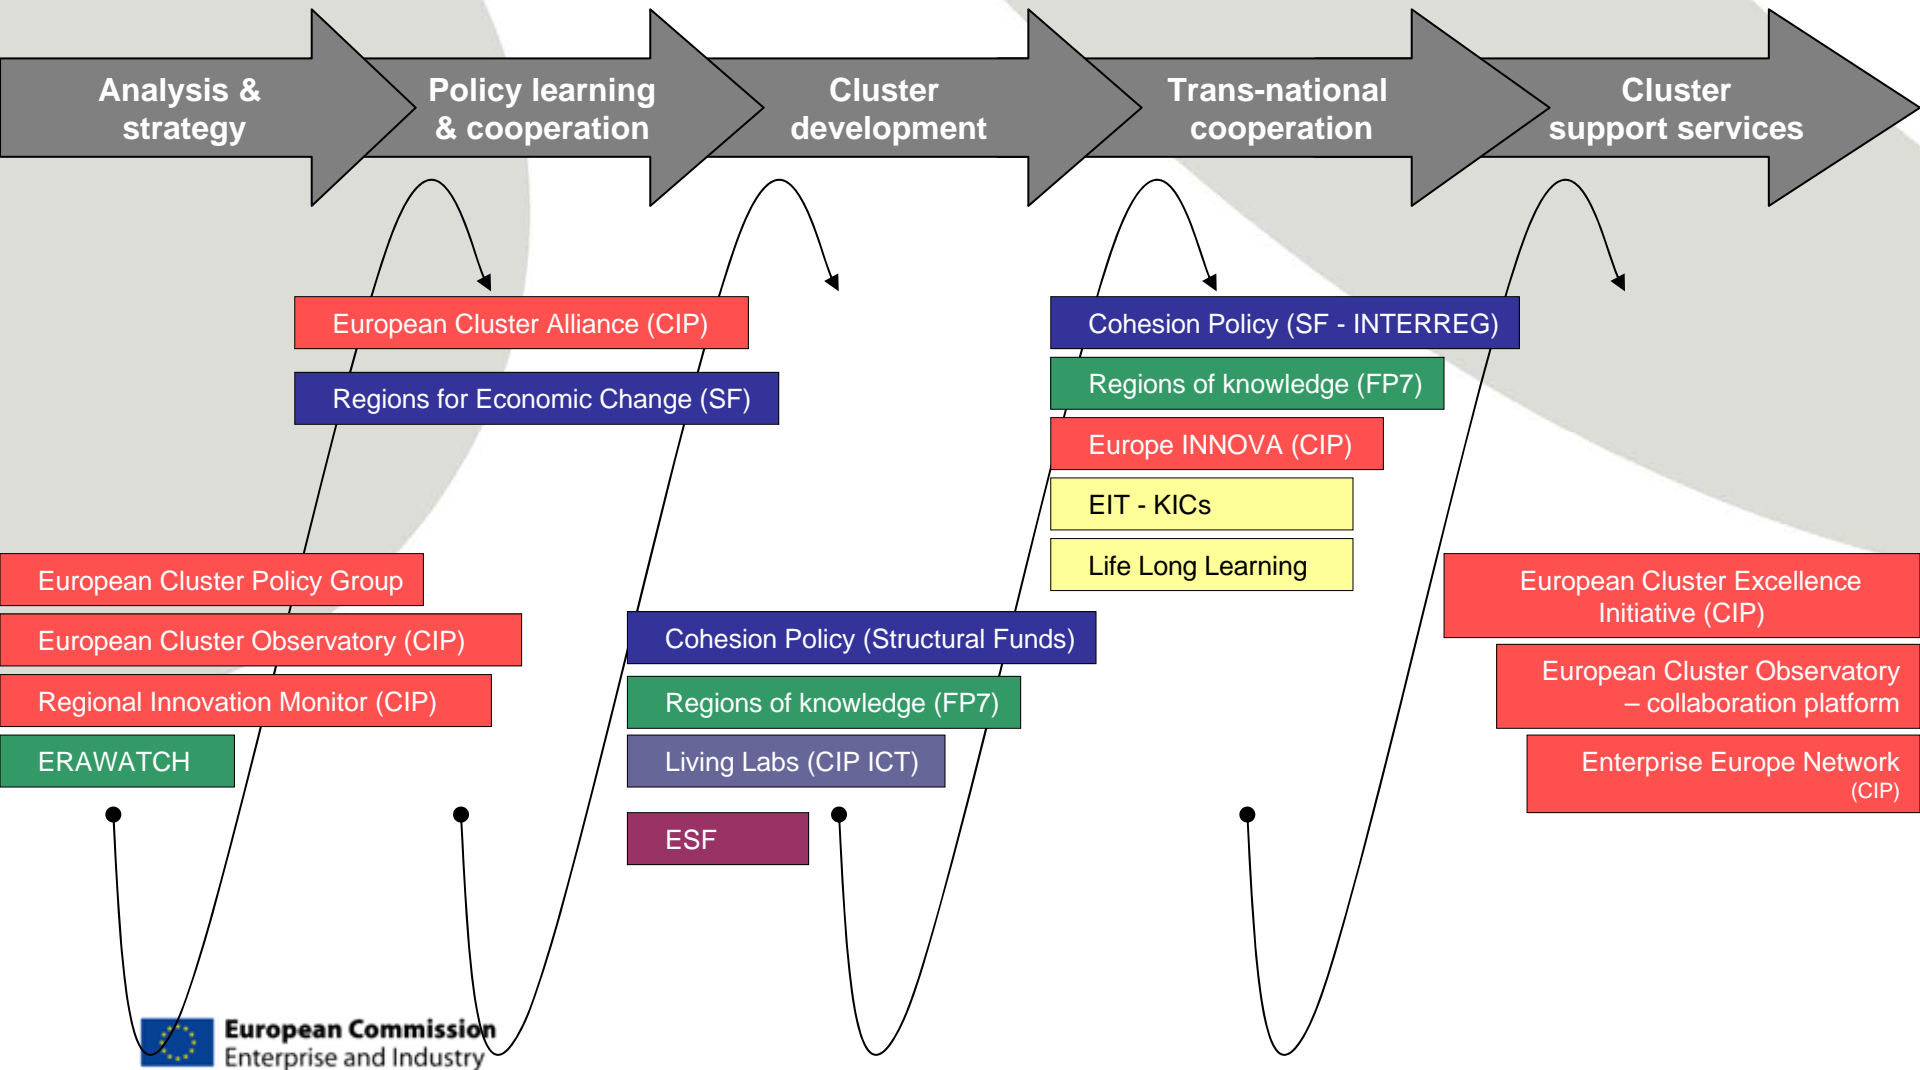 Analysis &
strategy
Policy learning
& cooperation
Cluster
development
Trans-national
cooperation
Cluster
support services
European Cluster Alliance (CIP)
Regions for Economic Change (SF)
Cohesion Policy (SF - INTERREG)
Regions of knowledge (FP7)
Europe INNOVA (CIP)
EIT - KICs
Life Long Learning
European Cluster Policy Group
European Cluster Observatory (CIP)
Regional Innovation Monitor (CIP)
ERAWATCH
Cohesion Policy (Structural Funds)
Regions of knowledge (FP7)
Living Labs (CIP ICT)
ESF
European Cluster Excellence
Initiative (CIP)
European Cluster Observatory
– collaboration platform
Enterprise Europe Network
(CIP)
European Commission
Enterprise and Industry